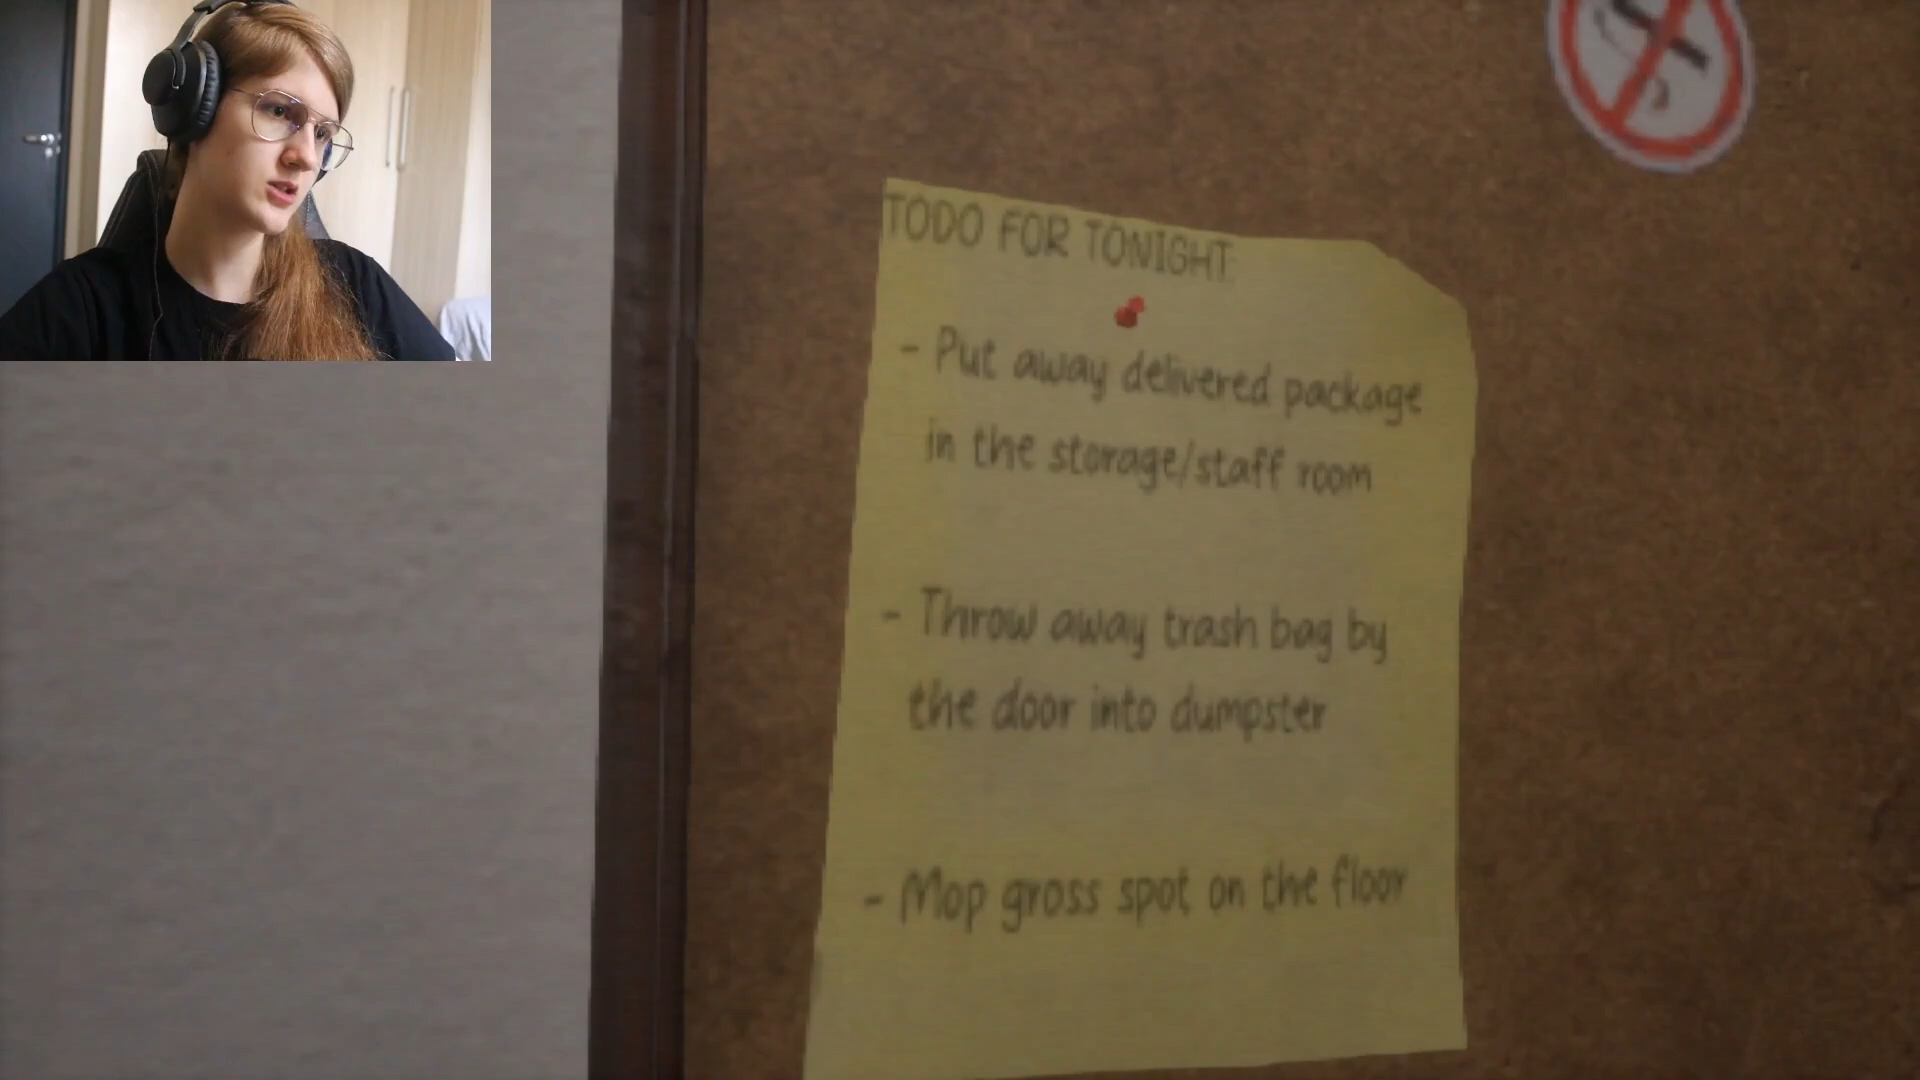 TODO FOR TONIGHT:
- Put away delivered package
in the storage/staff room
- Throw away trash bag by
the door into dumpster
- Mop gross spot on the floor